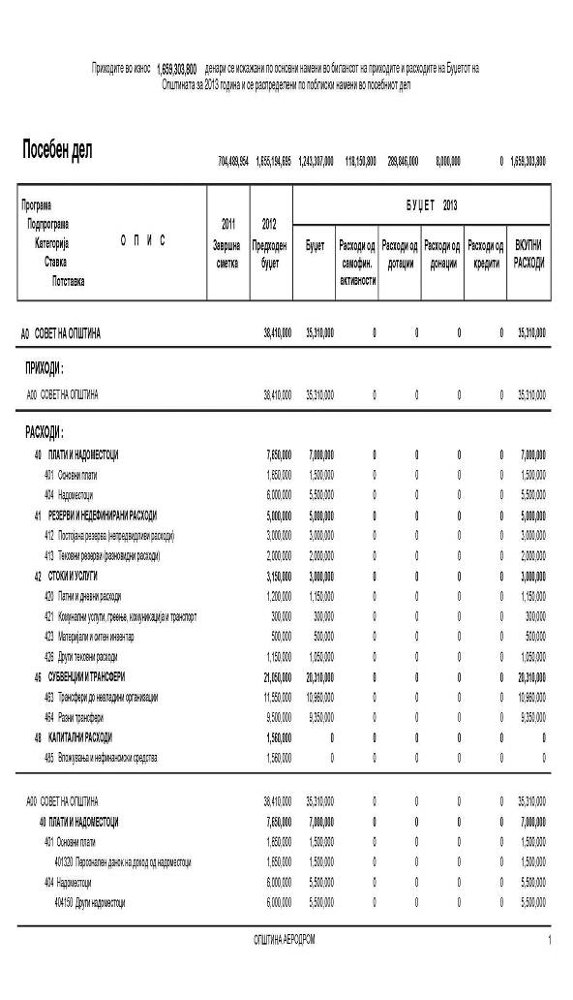 Приходите во износ 1,659,303,800 денари се искажани по основни намени во билансот на приходите и расходите на Буџетот на
Општината за 2013 година и се распределени по поблиски намени во посебниот дел
Посебен дел 704,489,954 1,655,194,695 1,243,307,000 118,150,800 289,846,000 8,000,000 0 1,659,303,800
Програма
Потпрограма
Категорија
Ставка
Потставка
О П И С
2011
Завршна
сметка
2012
Предходен
буџет
БУЏЕТ 2013
Буџет
Расходи од
самофин.
активности
Расходи од
дотации
Расходи од
донации
Расходи од
кредити
ВКУПНИ
РАСХОДИ
А0 СОВЕТ НА ОПШТИНА 38,410,000 35,310,000 0 0 0 0 35,310,000
ПРИХОДИ :
А00 СОВЕТ НА ОПШТИНА 38,410,000 35,310,000 0 0 0 0 35,310,000
РАСХОДИ :
40 ПЛАТИ И НАДОМЕСТОЦИ 7,650,000 7,000,000 0 0 0 0 7,000,000
401 Основни плати 1,650,000 1,500,000 0 0 0 0 1,500,000
404 Надоместоци 6,000,000 5,500,000 0 0 0 0 5,500,000
41 РЕЗЕРВИ И НЕДЕФИНИРАНИ РАСХОДИ 5,000,000 5,000,000 0 0 0 0 5,000,000
412 Постојана резерва (непредвидливи расходи) 3,000,000 3,000,000 0 0 0 0 3,000,000
413 Тековни резерви (разновидни расходи) 2,000,000 2,000,000 0 0 0 0 2,000,000
42 СТОКИ И УСЛУГИ 3,150,000 3,000,000 0 0 0 0 3,000,000
420 Патни и дневни расходи 1,200,000 1,150,000 0 0 0 0 1,150,000
421 Комунални услуги, греење, комуникација и транспорт 300,000 300,000 0 0 0 0 300,000
423 Материјали и ситен инвентар 500,000 500,000 0 0 0 0 500,000
426 Други тековни расходи 1,150,000 1,050,000 0 0 0 0 1,050,000
46 СУБВЕНЦИИ И ТРАНСФЕРИ 21,050,000 20,310,000 0 0 0 0 20,310,000
463 Трансфери до невладини организации 11,550,000 10,960,000 0 0 0 0 10,960,000
464 Разни трансфери 9,500,000 9,350,000 0 0 0 0 9,350,000
48 КАПИТАЛНИ РАСХОДИ 1,560,000 0 0 0 0 0 0
485 Вложувања и нефинансиски средства 1,560,000 0 0 0 0 0 0
А00 СОВЕТ НА ОПШТИНА 38,410,000 35,310,000 0 0 0 0 35,310,000
40 ПЛАТИ И НАДОМЕСТОЦИ 7,650,000 7,000,000 0 0 0 0 7,000,000
401 Основни плати 1,650,000 1,500,000 0 0 0 0 1,500,000
401320 Персонален данок на доход од надоместоци 1,650,000 1,500,000 0 0 0 0 1,500,000
404 Надоместоци 6,000,000 5,500,000 0 0 0 0 5,500,000
404150 Други надоместоци 6,000,000 5,500,000 0 0 0 0 5,500,000
ОПШТИНА АЕРОДРОМ 1